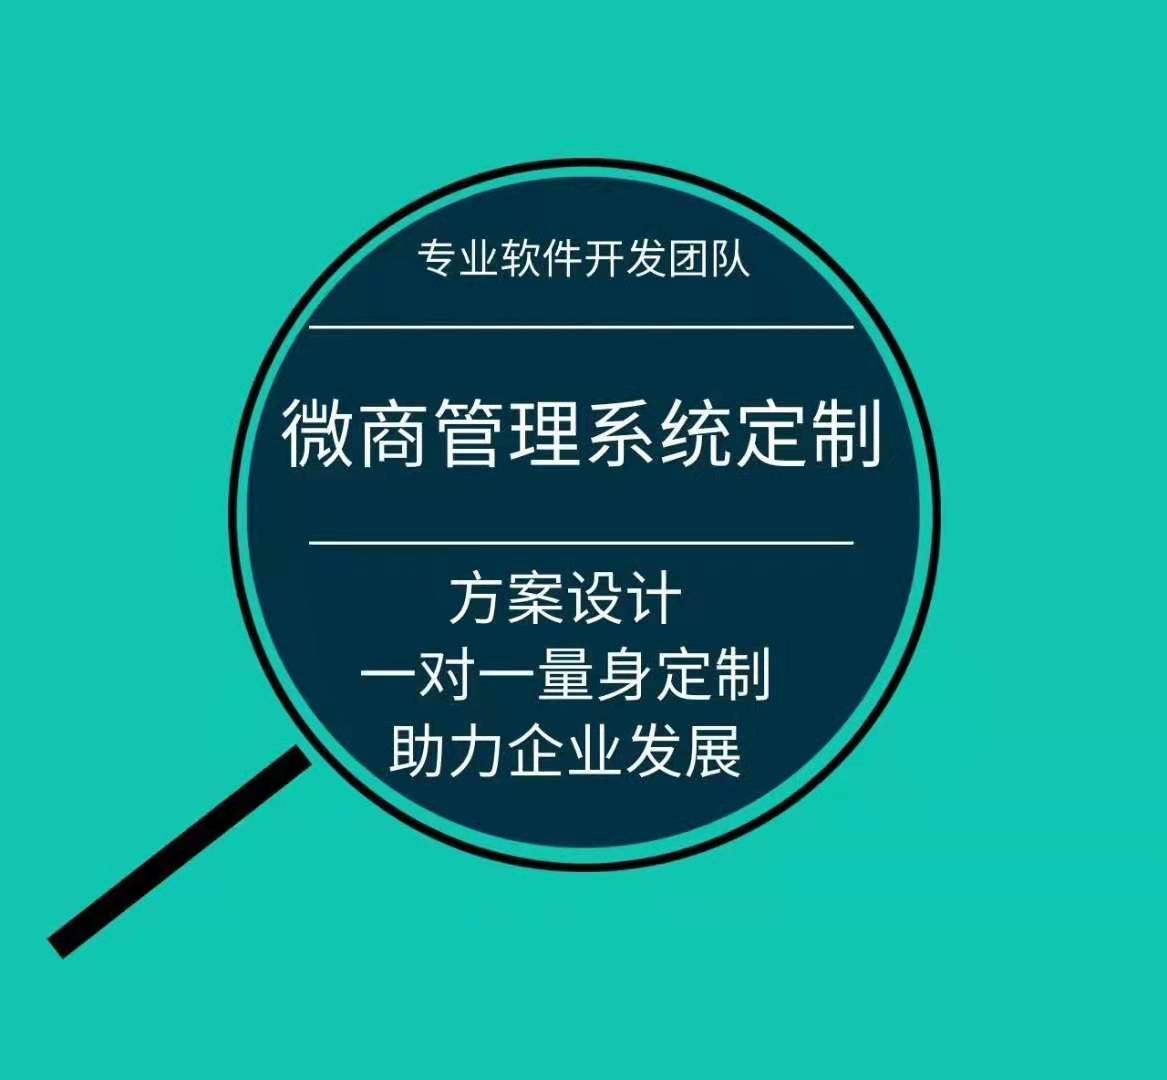 专业软件开发团队
微商管理系统定制
方案设计
一对一量身定制
助力企业发展